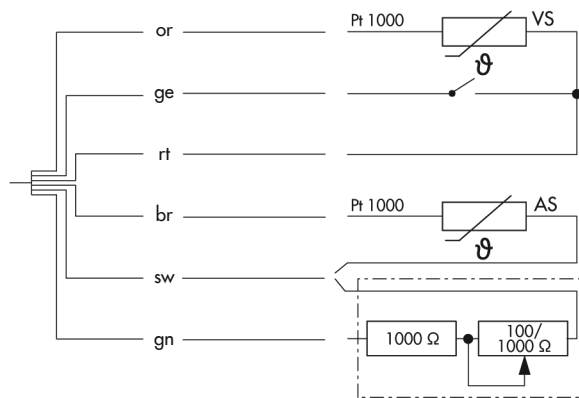 or
Pt 1000
VS
ϑ
ge
rt
br
Pt 1000
AS
ϑ
sw
gn
1000 Ω
100/
1000 Ω